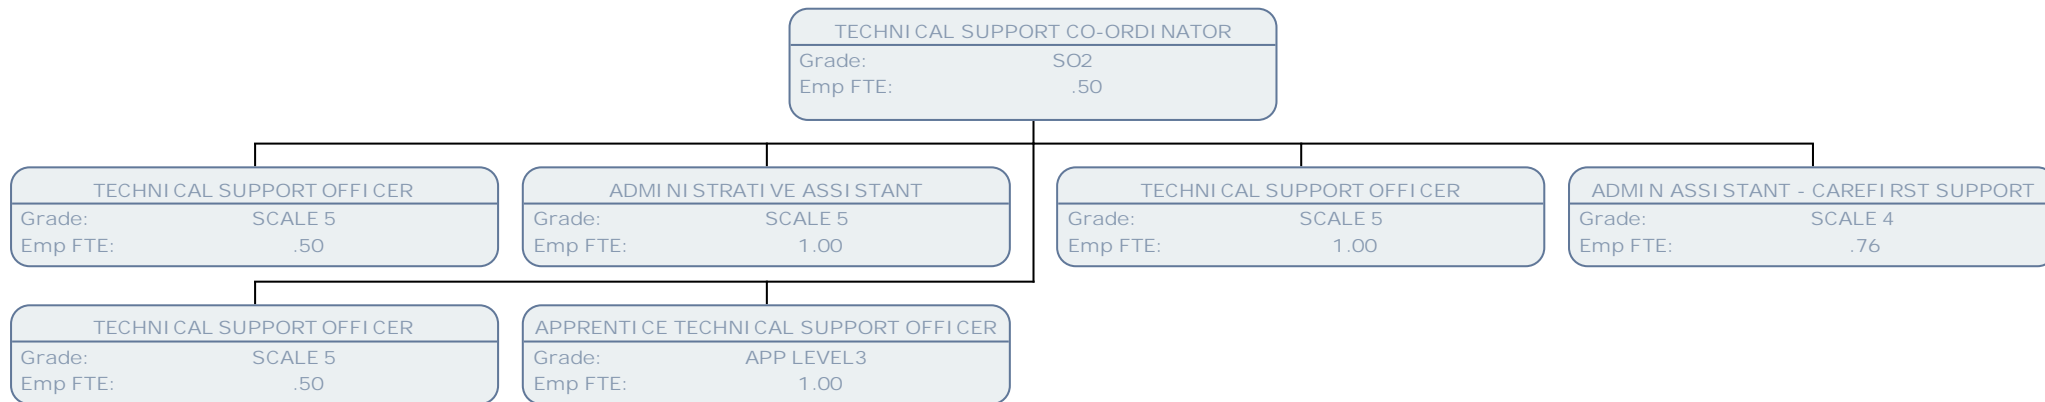 TECHNICAL SUPPORT CO-ORDINATOR
Grade: SO2
Emp FTE: .50
TECHNICAL SUPPORT OFFICER
Grade: SCALE 5
Emp FTE: .50
ADMINISTRATIVE ASSISTANT
Grade: SCALE 5
Emp FTE: 1.00
TECHNICAL SUPPORT OFFICER
Grade: SCALE 5
Emp FTE: 1.00
ADMIN ASSISTANT - CAREFIRST SUPPORT
Grade: SCALE 4
Emp FTE: .76
TECHNICAL SUPPORT OFFICER
Grade: SCALE 5
Emp FTE: .50
APPRENTICE TECHNICAL SUPPORT OFFICER
Grade: APP LEVEL3
Emp FTE: 1.00